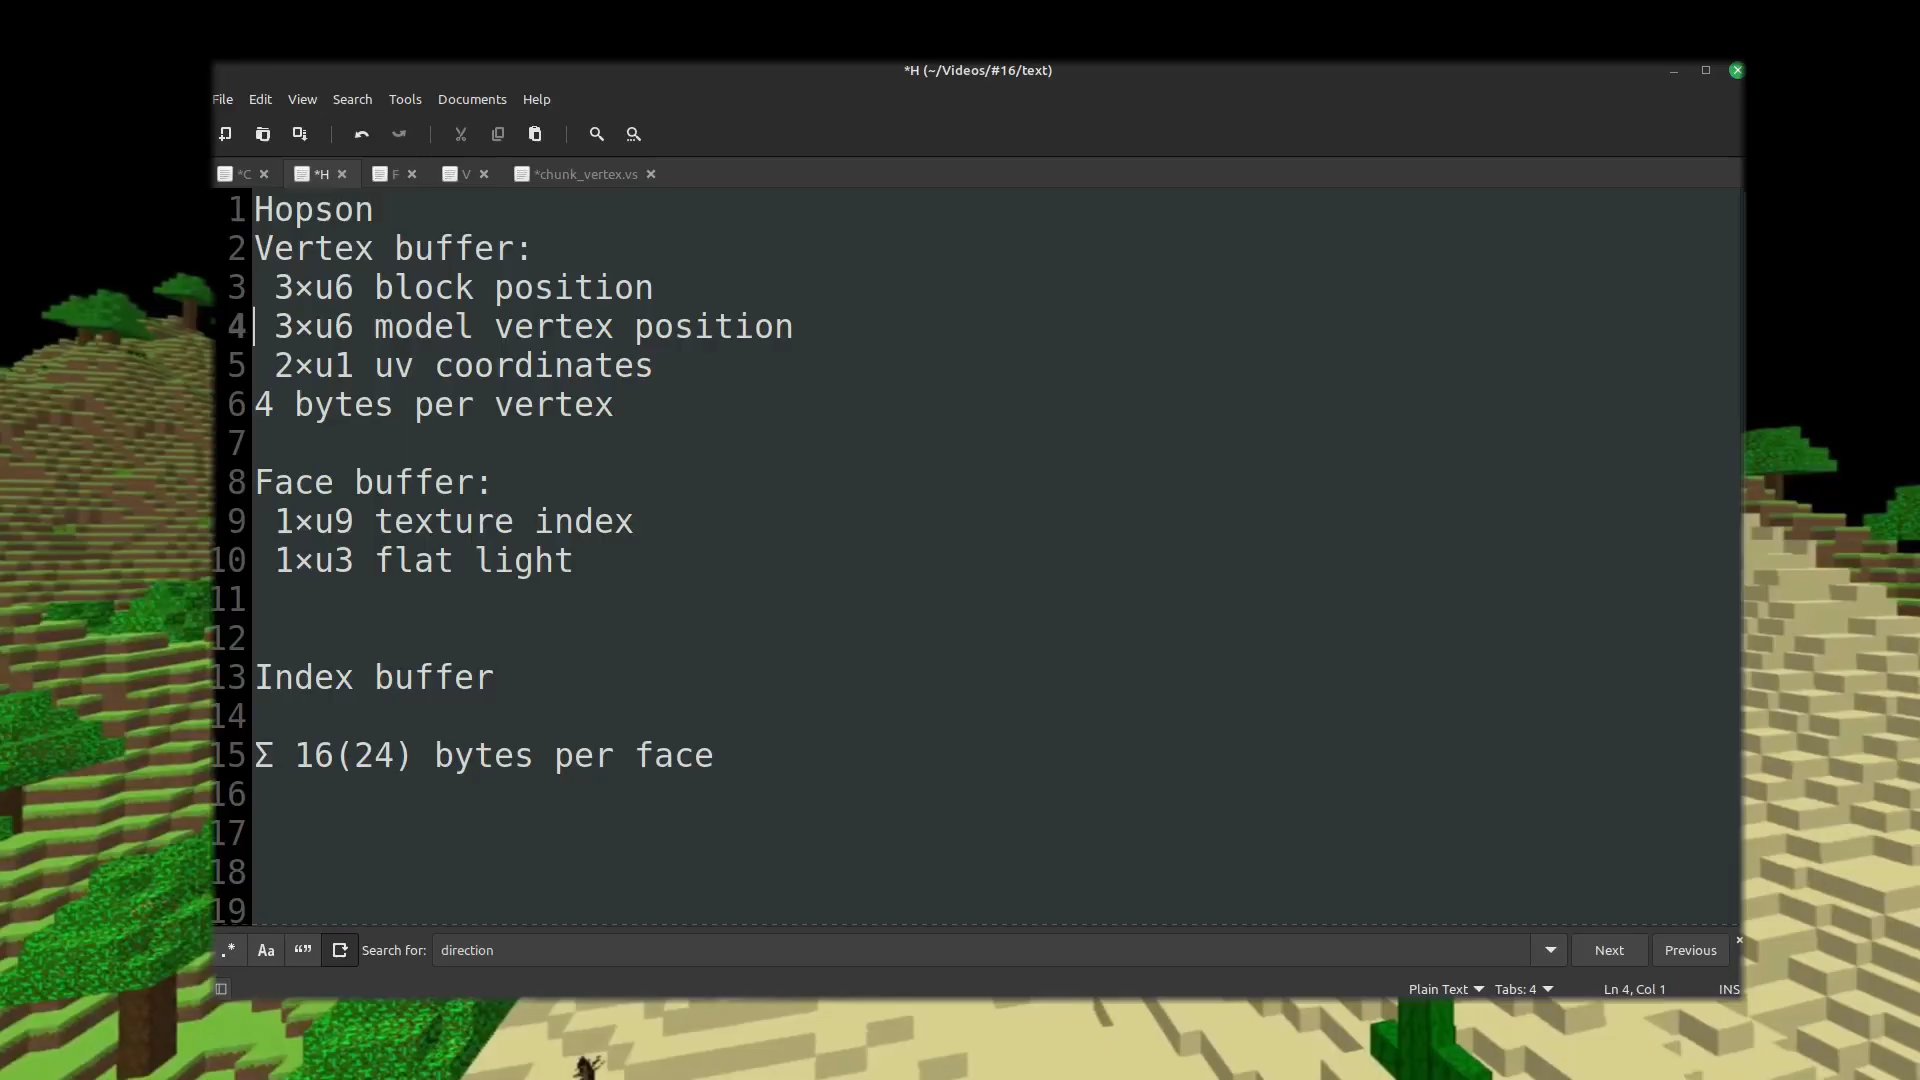 *H (~/Videos/#16/text)
File Edit View Search Tools Documents Help
*C *H F V *chunk_vertex.vs
1 Hopson
2 Vertex buffer:
3 3×u6 block position
4 3×u6 model vertex position
5 2×u1 uv coordinates
6 4 bytes per vertex
7
8 Face buffer:
9 1×u9 texture index
10 1×u3 flat light
11
12
13 Index buffer
14
15 Σ 16(24) bytes per face
16
17
18
19
.* Aa “” Search for: direction Next Previous
Plain Text Tabs: 4 Ln 4, Col 1 INS